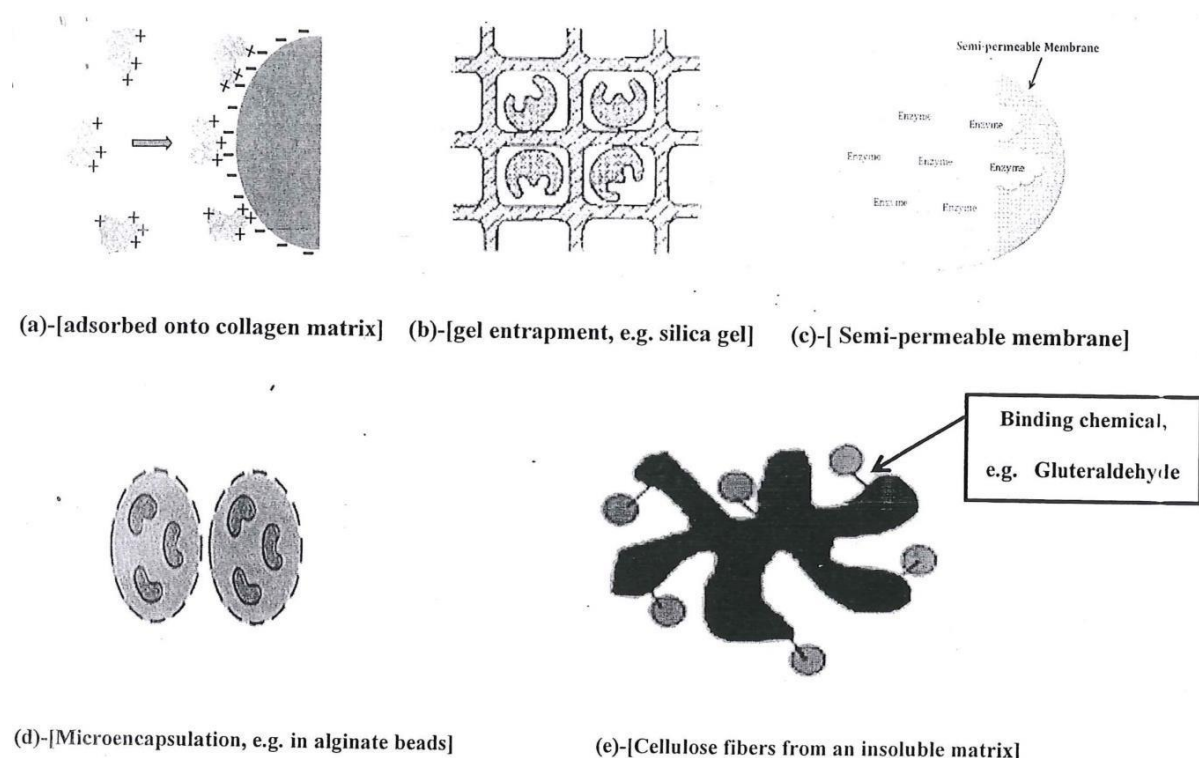 Semi-permeable Membrane
Enzyme
Enzyme
Enzyme
Enzyme
Enzyme
Enzyme
Enzyme
(a)-[adsorbed onto collagen matrix]
(b)-[gel entrapment, e.g. silica gel]
(c)-[ Semi-permeable membrane]
Binding chemical,
e.g. Gluteraldehyde
(d)-[Microencapsulation, e.g. in alginate beads]
(e)-[Cellulose fibers from an insoluble matrix]